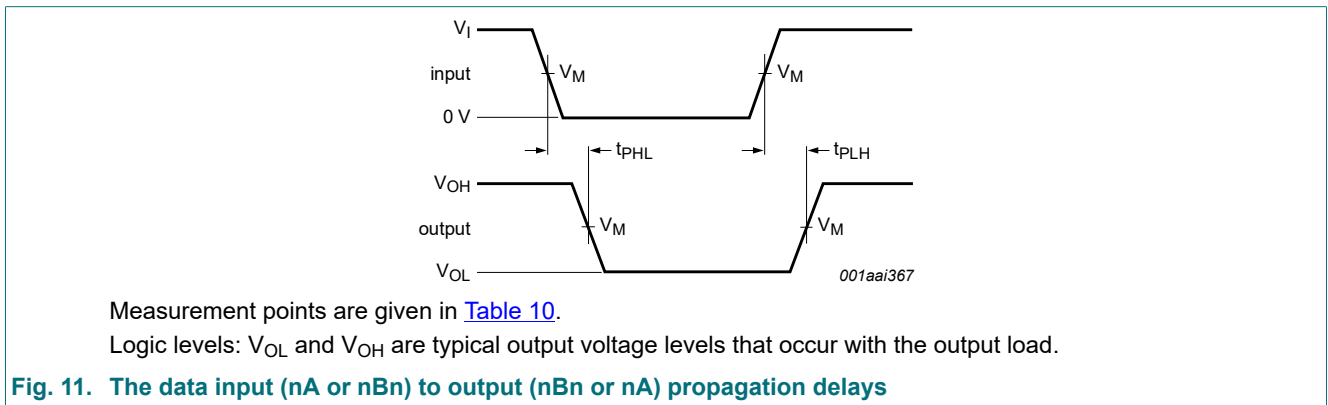 VI
input
VM
VM
0 V
tPHL
tPLH
VOH
output
VM
VM
VOL
001aai367
Measurement points are given in Table 10.
Logic levels: VOL and VOH are typical output voltage levels that occur with the output load.
Fig. 11. The data input (nA or nBn) to output (nBn or nA) propagation delays